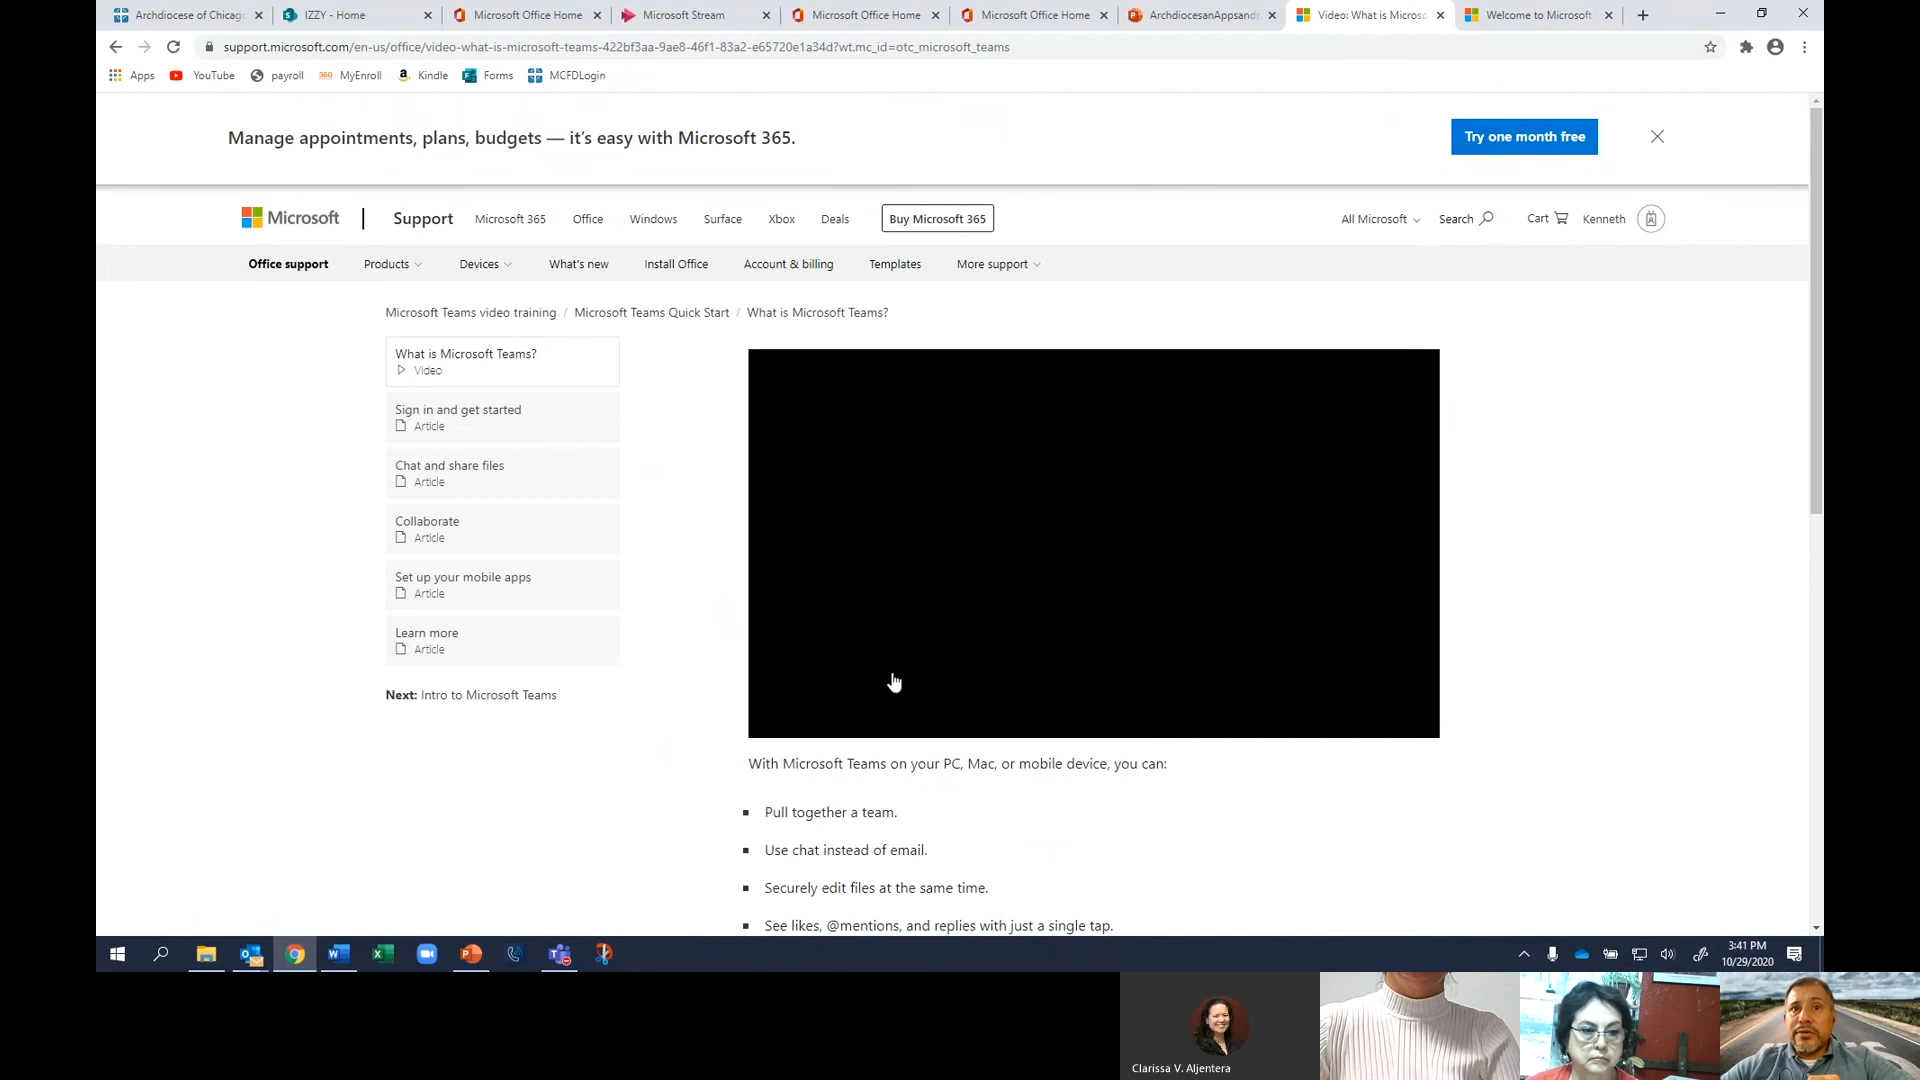 Archdiocese of Chicag
IZZY - Home
Microsoft Office Home
Microsoft Stream
Microsoft Office Home
Microsoft Office Home
ArchdiocesanAppsand
Video: What is Microso
Welcome to Microsoft
support.microsoft.com/en-us/office/video-what-is-microsoft-teams-422bf3aa-9ae8-46f1-83a2-e65720e1a34d?wt.mc_id=otc_microsoft_teams
Apps
YouTube
payroll
360 MyEnroll
Kindle
Forms
MCFDLogin
Manage appointments, plans, budgets — it's easy with Microsoft 365.
Try one month free
Microsoft
Support
Microsoft 365
Office
Windows
Surface
Xbox
Deals
Buy Microsoft 365
All Microsoft
Search
Cart
Kenneth
Office support
Products
Devices
What's new
Install Office
Account & billing
Templates
More support
Microsoft Teams video training / Microsoft Teams Quick Start / What is Microsoft Teams?
What is Microsoft Teams?
Video
Sign in and get started
Article
Chat and share files
Article
Collaborate
Article
Set up your mobile apps
Article
Learn more
Article
Next: Intro to Microsoft Teams
With Microsoft Teams on your PC, Mac, or mobile device, you can:
Pull together a team.
Use chat instead of email.
Securely edit files at the same time.
See likes, @mentions, and replies with just a single tap.
3:41 PM
10/29/2020
Clarissa V. Aljentera